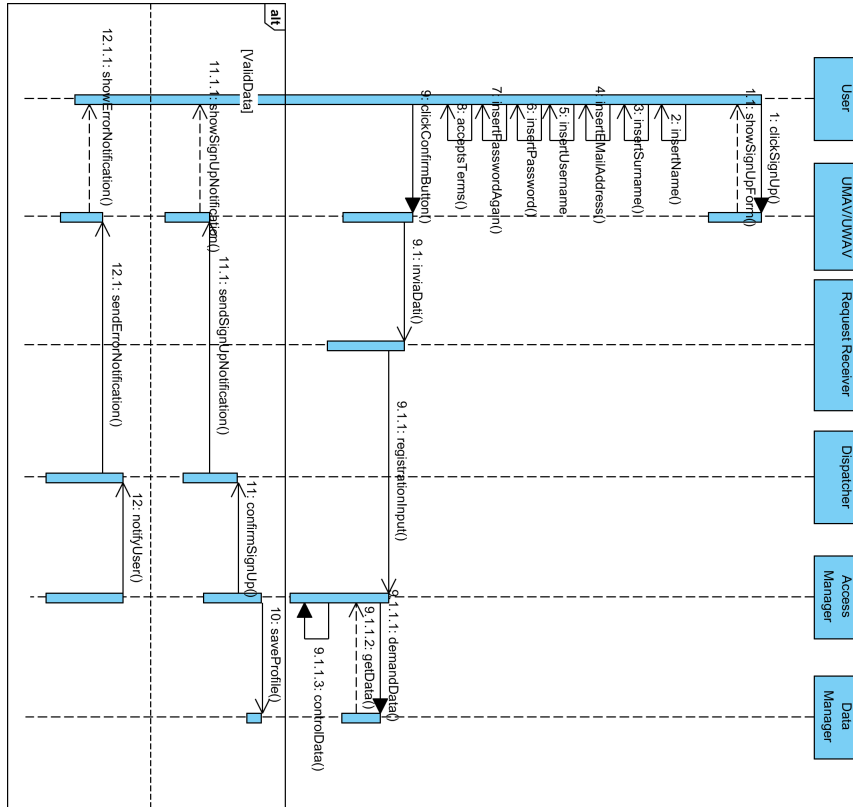 User
UMAV/UWAV
Request Receiver
Dispatcher
Access
Manager
Data
Manager
1: clickSignUp()
1.1: showSignUpForm()
2: insertName()
3: insertSurname()
4: insertEMailAddress()
5: insertUsername
6: insertPassword()
7: insertPasswordAgain()
8: acceptsTerms()
9: clickConfirmButton()
9.1: inviaDati()
9.1.1: registrationInput()
9.1.1.1: demandData()
9.1.1.2: getData()
9.1.1.3: controlData()
alt
[ValidData]
10: saveProfile()
11: confirmSignUp()
11.1: sendSignUpNotification()
11.1.1: showSignUpNotification()
12: notifyUser()
12.1: sendErrorNotification()
12.1.1: showErrorNotification()